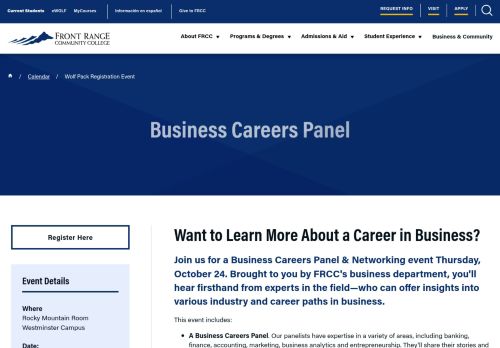 Current Students eWOLF MyCourses Información en español Give to FRCC REQUEST INFO VISIT APPLY
FRONT RANGE
COMMUNITY COLLEGE
About FRCC Programs & Degrees Admissions & Aid Student Experience Business & Community
/ Calendar / Wolf Pack Registration Event
Business Careers Panel
Register Here
Event Details
Where
Rocky Mountain Room
Westminster Campus
Date:
Want to Learn More About a Career in Business?
Join us for a Business Careers Panel & Networking event Thursday,
October 24. Brought to you by FRCC's business department, you'll
hear firsthand from experts in the field—who can offer insights into
various industry and career paths in business.
This event includes:
• A Business Careers Panel. Our panelists have expertise in a variety of areas, including banking,
finance, accounting, marketing, business analytics and entrepreneurship. They'll share their stories and